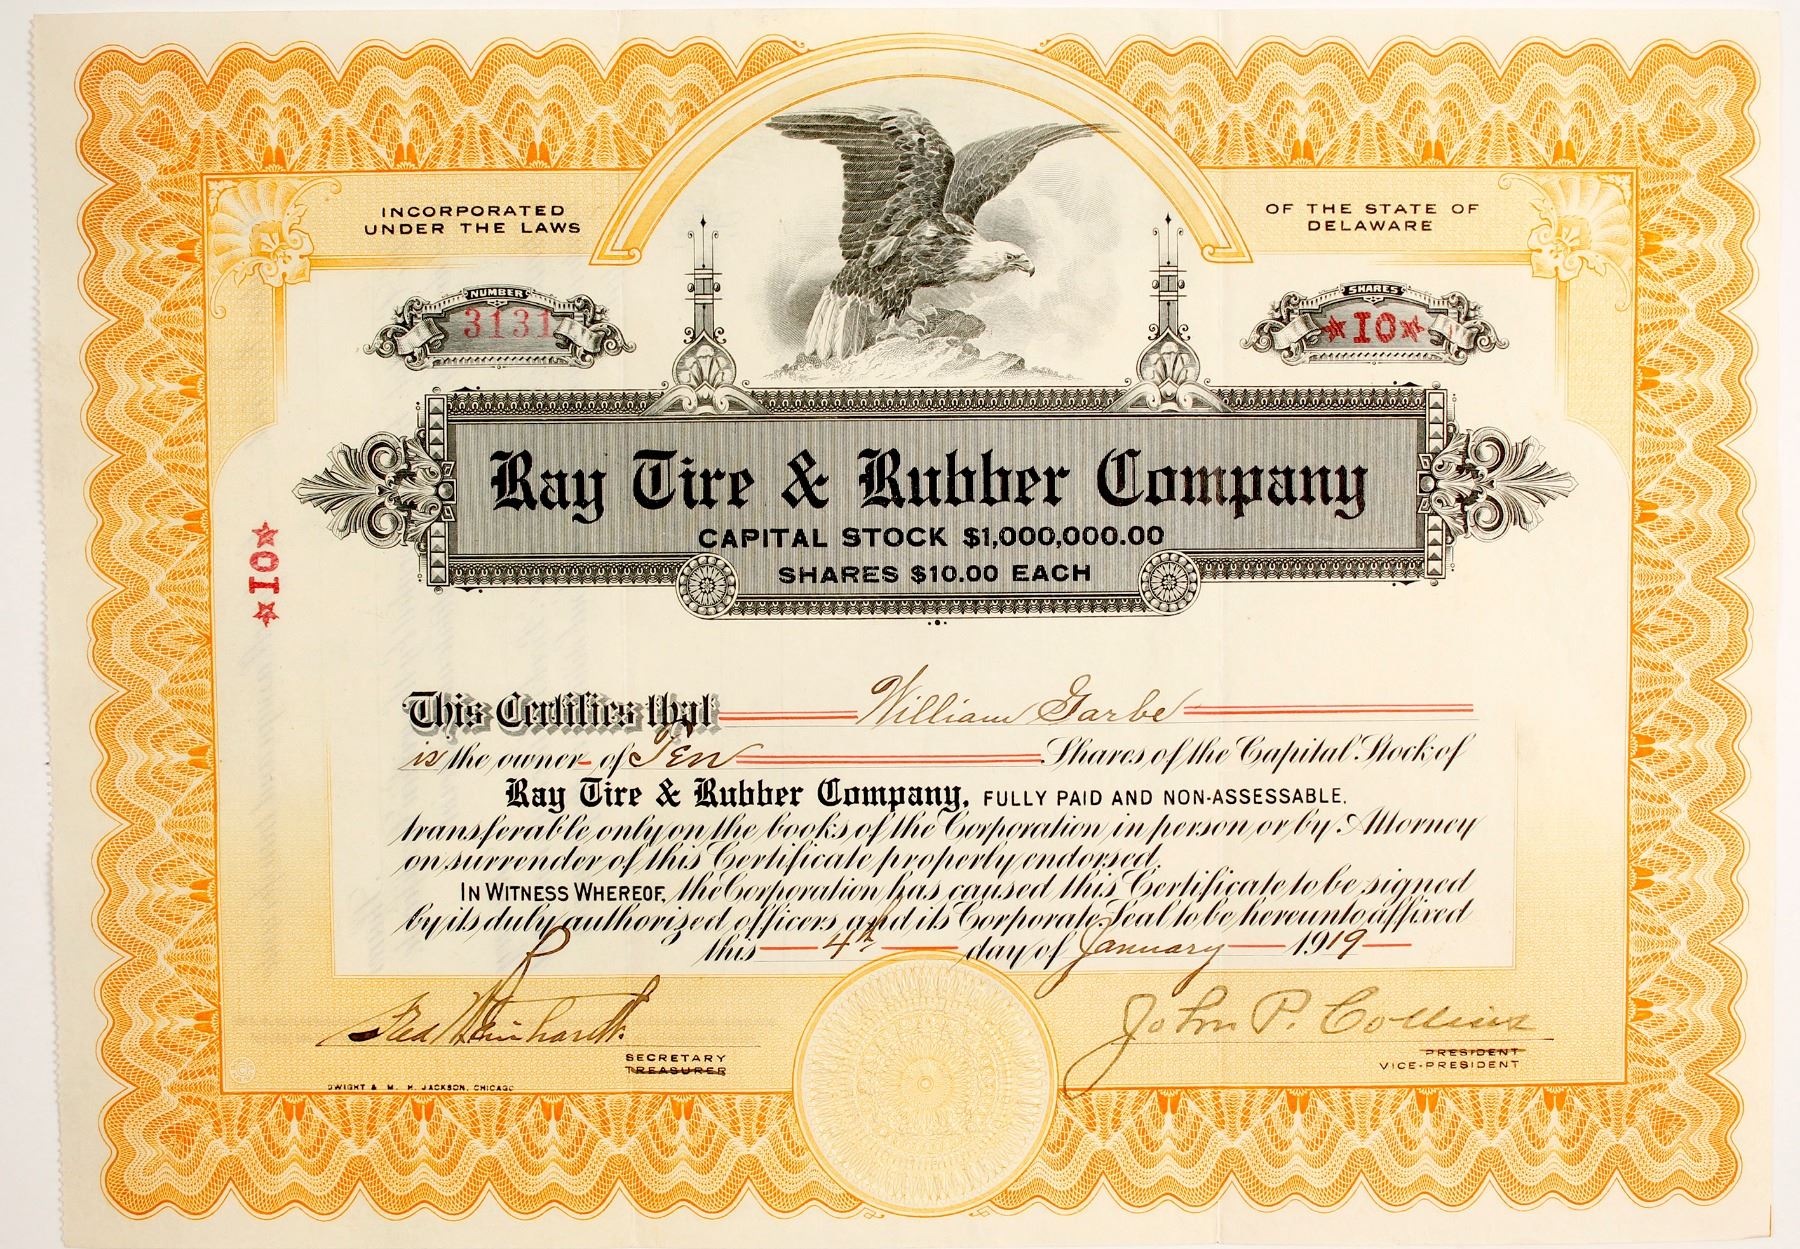 INCORPORATED
UNDER THE LAWS
OF THE STATE OF
DELAWARE
NUMBER
3131
SHARES
*10*
Ray Tire & Rubber Company
CAPITAL STOCK $1,000,000.00
SHARES $10.00 EACH
*10*
This Certifies that William Garbe
is the owner of Ten Shares of the Capital Stock of
Ray Tire & Rubber Company, FULLY PAID AND NON-ASSESSABLE.
transferable only on the books of the Corporation in person or by Attorney
on surrender of this Certificate properly endorsed.
IN WITNESS WHEREOF, the Corporation has caused this Certificate to be signed
by its duly authorized officers and its Corporate Seal to be hereunto affixed
this 4th day of January 1919
Fred Weinhardt.
SECRETARY
TREASURER
John P. Collins
PRESIDENT
VICE-PRESIDENT
DWIGHT & M. H. JACKSON, CHICAGO